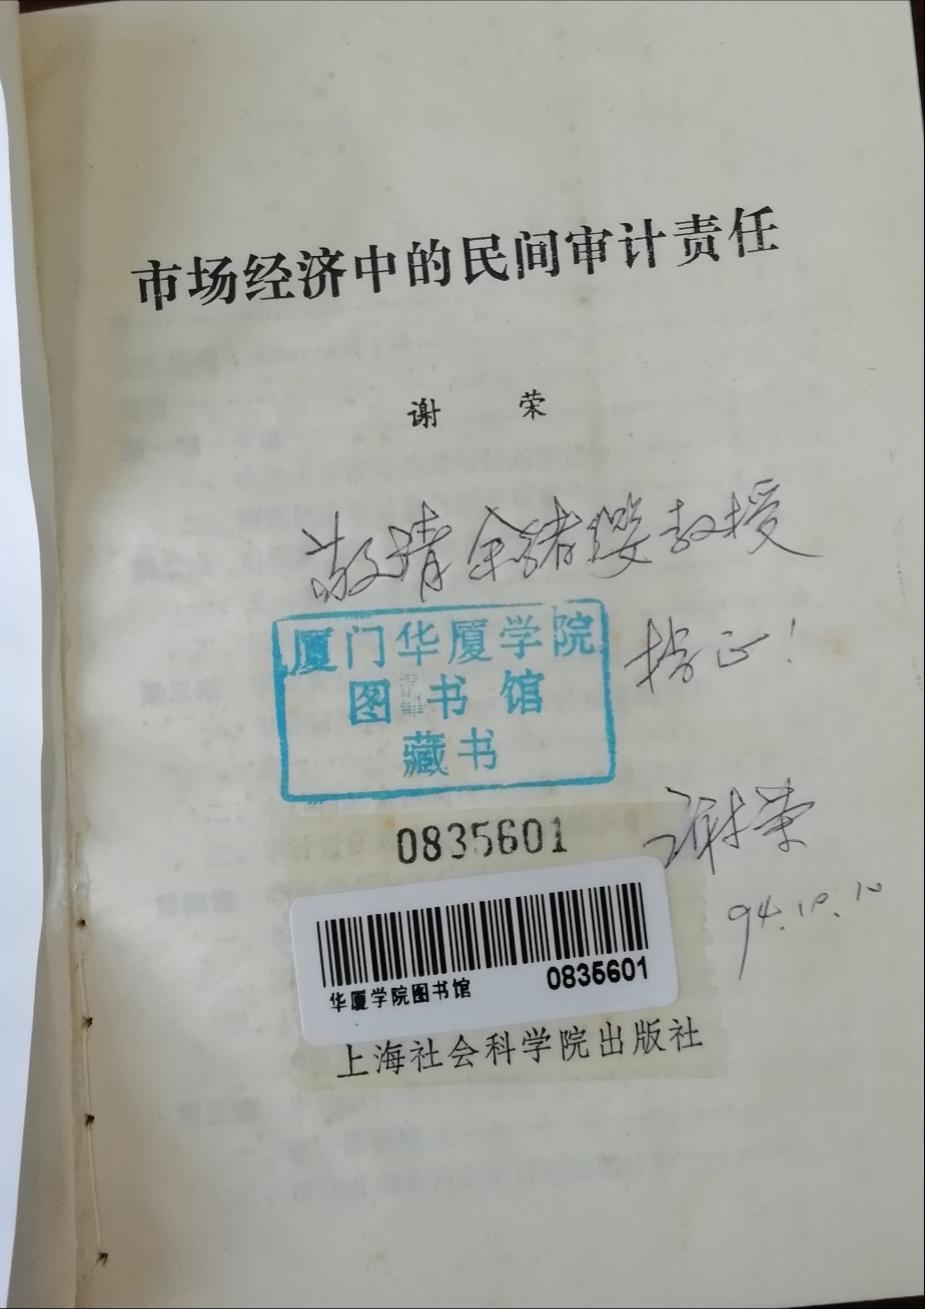 市场经济中的民间审计责任
谢 荣
敬请余绪缨教授
指正!
厦门华厦学院
图书馆
藏书
谢荣
94.10.10
0835601
华厦学院图书馆 0835601
上海社会科学院出版社